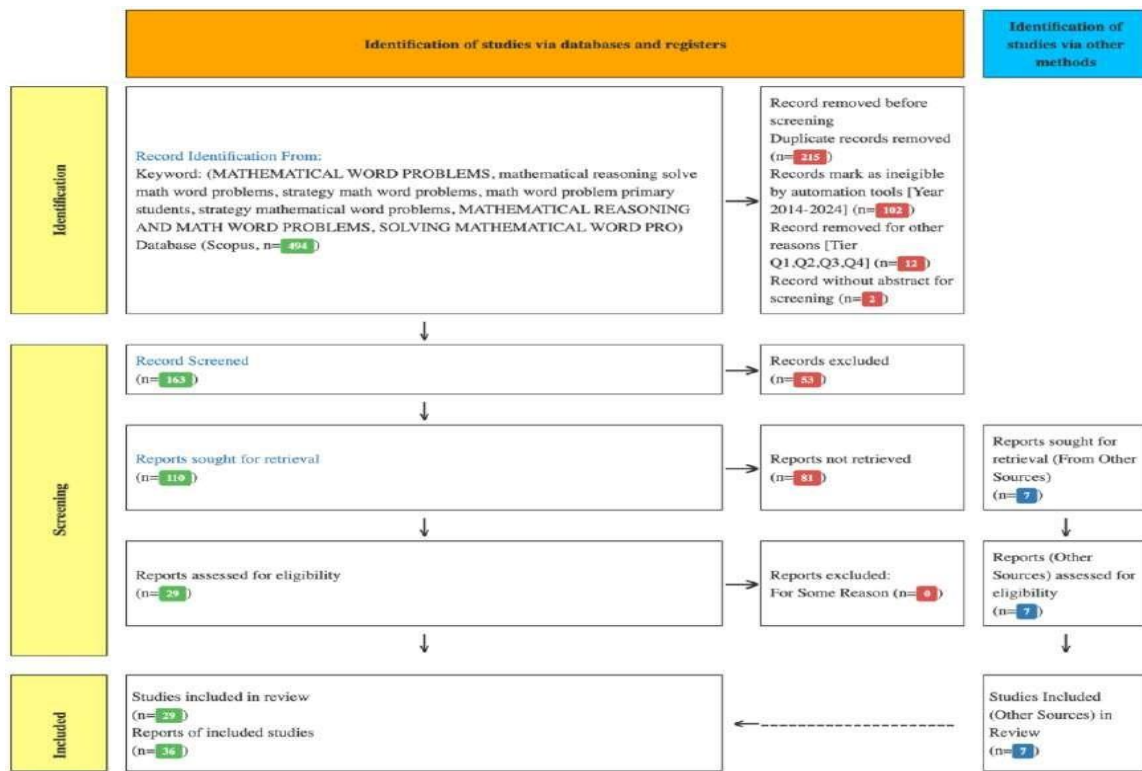 Identification of studies via databases and registers
Identification of
studies via other
methods
Identification
Record Identification From:
Keyword: (MATHEMATICAL WORD PROBLEMS, mathematical reasoning solve
math word problems, strategy math word problems, math word problem primary
students, strategy mathematical word problems, MATHEMATICAL REASONING
AND MATH WORD PROBLEMS, SOLVING MATHEMATICAL WORD PRO)
Database (Scopus, n= 494 )
Record removed before
screening
Duplicate records removed
(n= 215 )
Records mark as ineigible
by automation tools [Year
2014-2024] (n= 102 )
Record removed for other
reasons [Tier
Q1,Q2,Q3,Q4] (n= 12 )
Record without abstract for
screening (n= 2 )
Screening
Record Screened
(n= 163 )
Records excluded
(n= 53 )
Reports sought for retrieval
(n= 110 )
Reports not retrieved
(n= 81 )
Reports sought for
retrieval (From Other
Sources)
(n= 7 )
Reports assessed for eligibility
(n= 29 )
Reports excluded:
For Some Reason (n= 0 )
Reports (Other
Sources) assessed for
eligibility
(n= 7 )
Included
Studies included in review
(n= 29 )
Reports of included studies
(n= 36 )
Studies Included
(Other Sources) in
Review
(n= 7 )